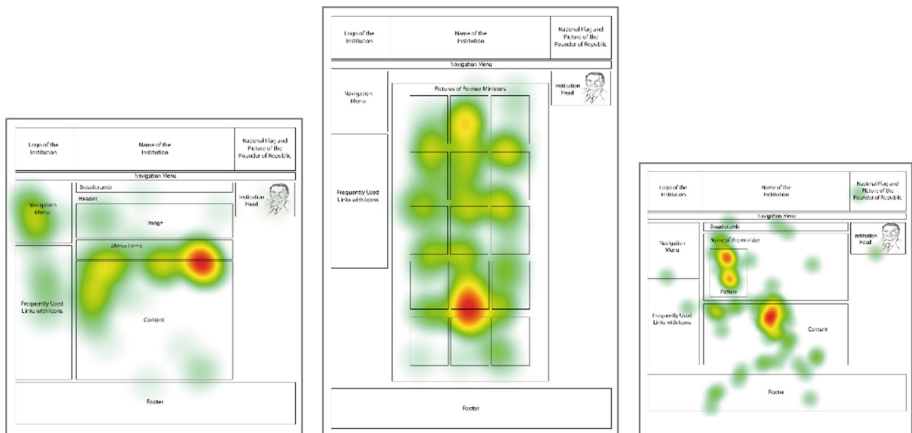 Logo of the
Institution
Name of the
Institution
National Flag and
Picture of the
Founder of Republic
Navigation Menu
Navigation
Menu
Breadcrumb
Header
Image
Institution
Head
Menu Items
Frequently Used
Links with Icons
Content
Footer
Logo of the
Institution
Name of the
Institution
National Flag and
Picture of the
Founder of Republic
Navigation Menu
Navigation
Menu
Pictures of Former Ministers
Institution
Head
Frequently Used
Links with Icons
Footer
Logo of the
Institution
Name of the
Institution
National Flag and
Picture of the
Founder of Republic
Navigation Menu
Breadcrumb
Navigation
Menu
Name of
Institution
Head
Picture
Frequently Used
Links with Icons
Content
Footer